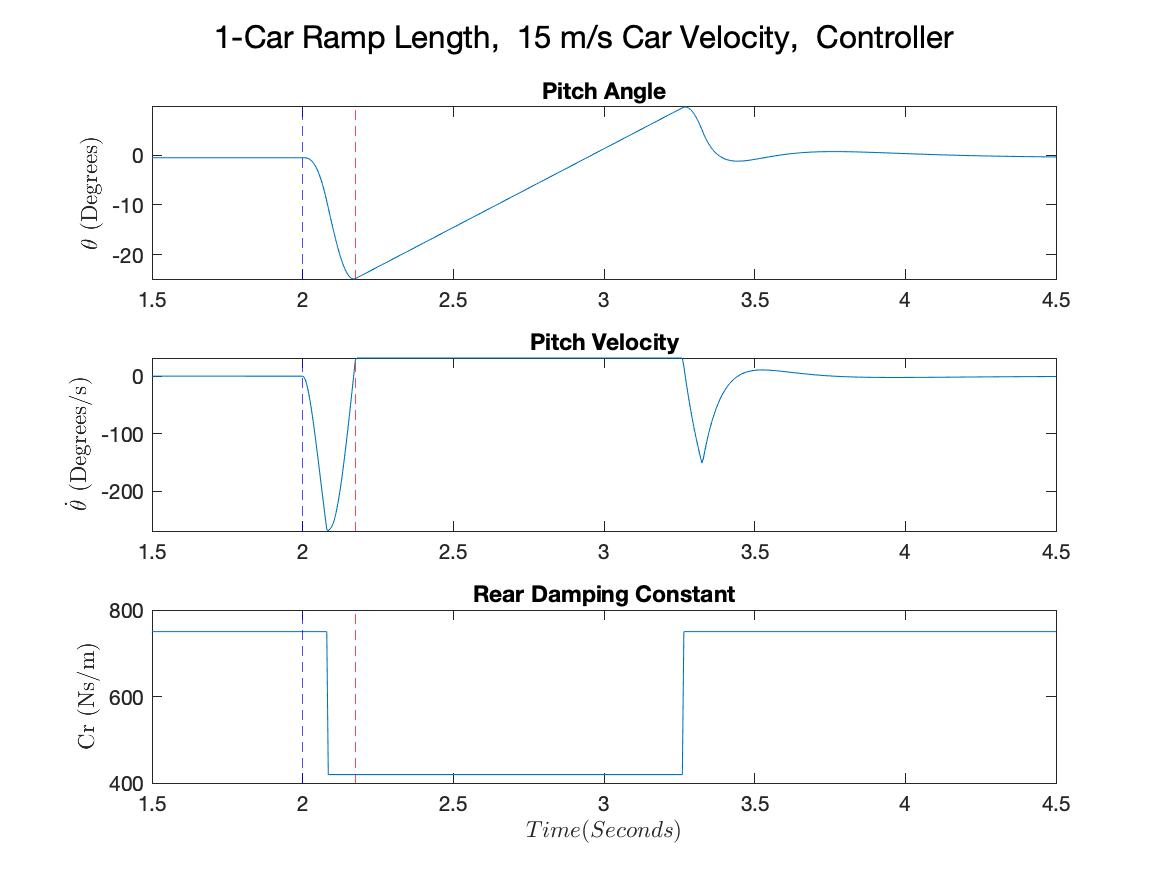 1-Car Ramp Length, 15 m/s Car Velocity, Controller
Pitch Angle
θ (Degrees)
0
-10
-20
1.5 2 2.5 3 3.5 4 4.5
Pitch Velocity
θ̇ (Degrees/s)
0
-100
-200
1.5 2 2.5 3 3.5 4 4.5
Rear Damping Constant
Cr (Ns/m)
800
600
400
1.5 2 2.5 3 3.5 4 4.5
Time(Seconds)